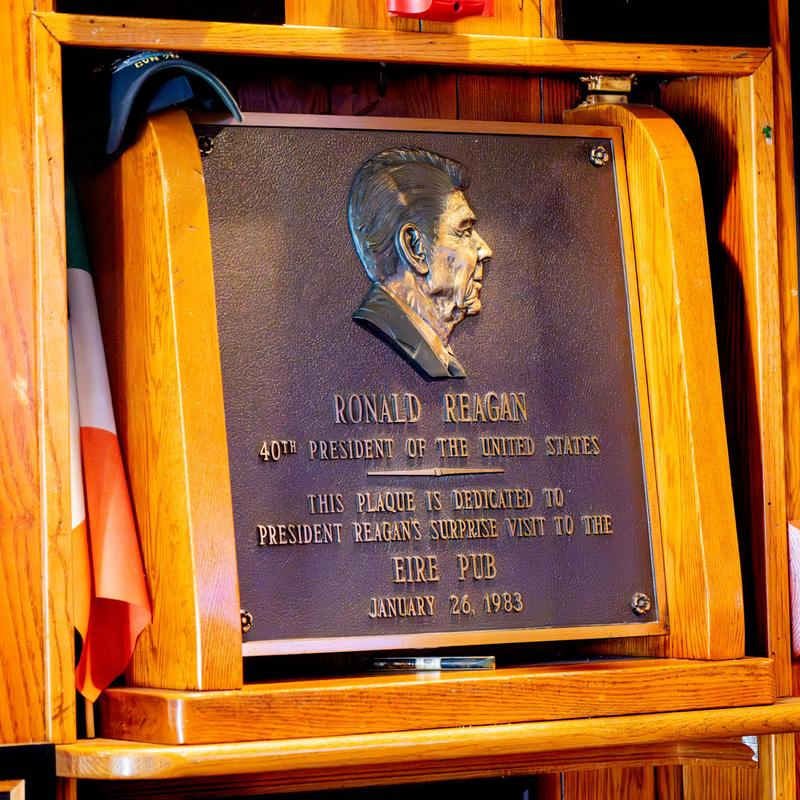 RONALD REAGAN
40TH PRESIDENT OF THE UNITED STATES
THIS PLAQUE IS DEDICATED TO
PRESIDENT REAGAN'S SURPRISE VISIT TO THE
EIRE PUB
JANUARY 26, 1983